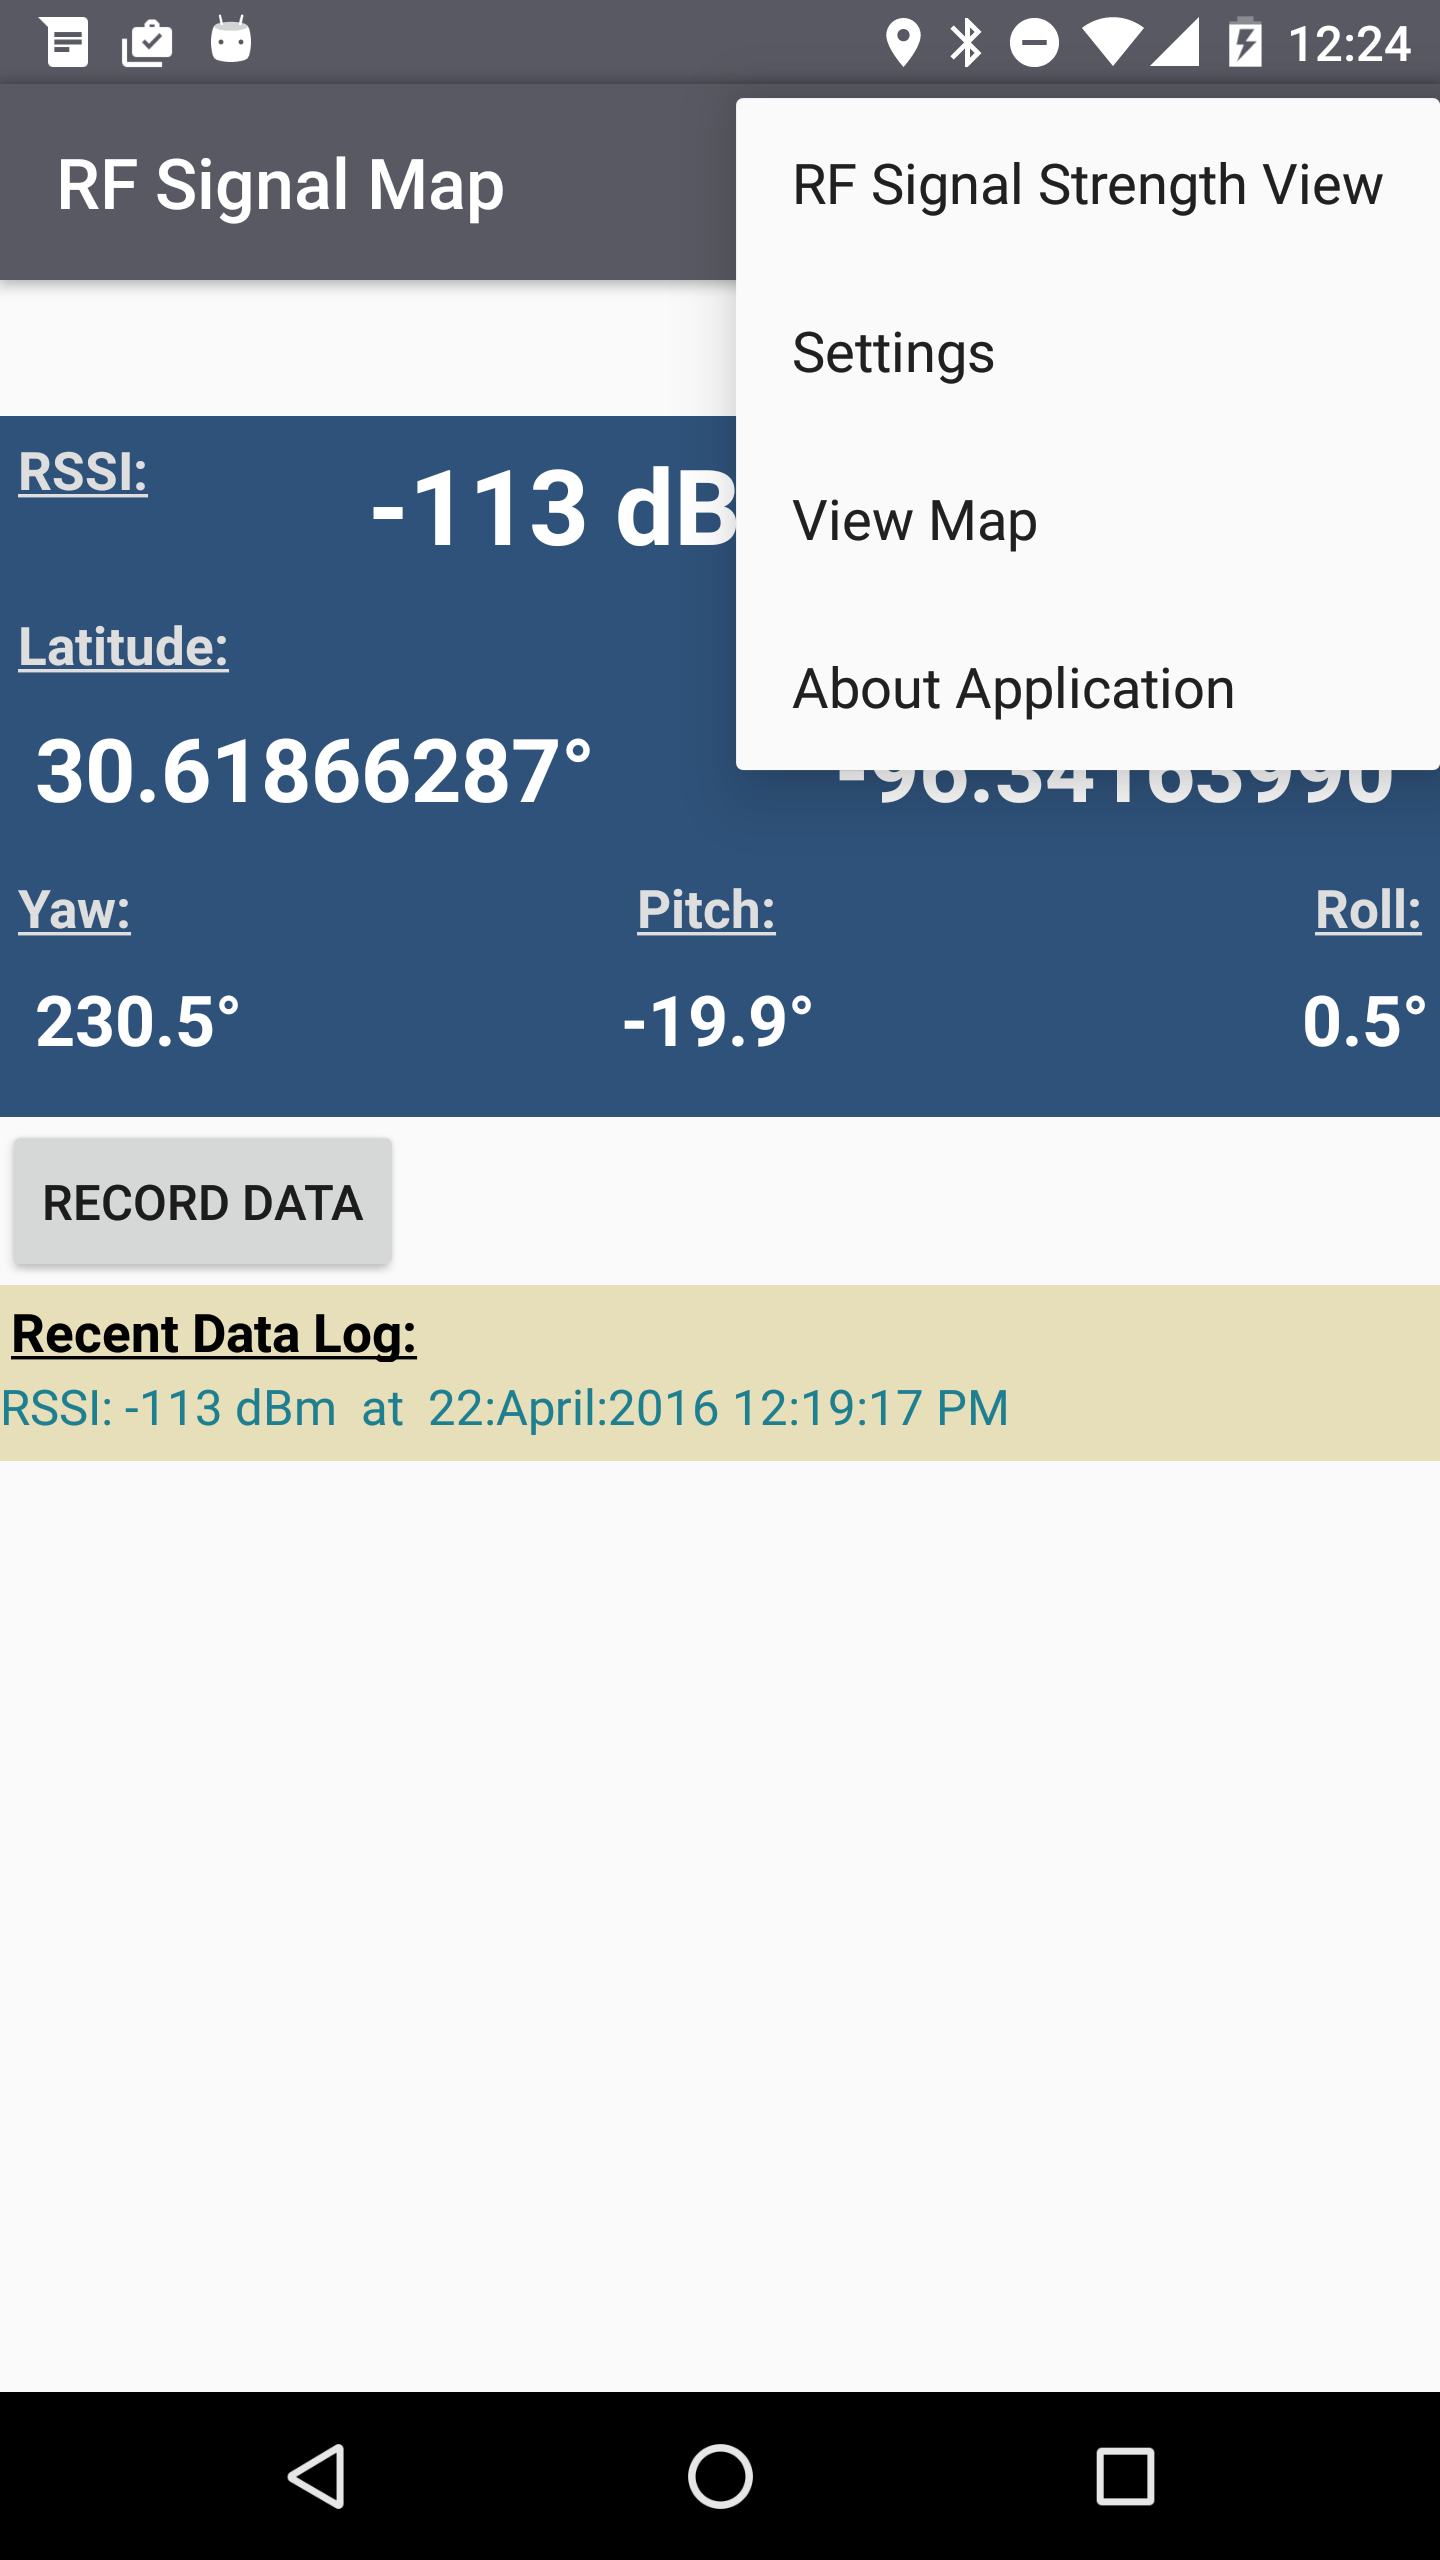 12:24
RF Signal Map
RF Signal Strength View
Settings
View Map
About Application
RSSI:
-113 dB
Latitude:
30.61866287°
-96.34163990
Yaw: Pitch: Roll:
230.5° -19.9° 0.5°
RECORD DATA
Recent Data Log:
RSSI: -113 dBm at 22:April:2016 12:19:17 PM